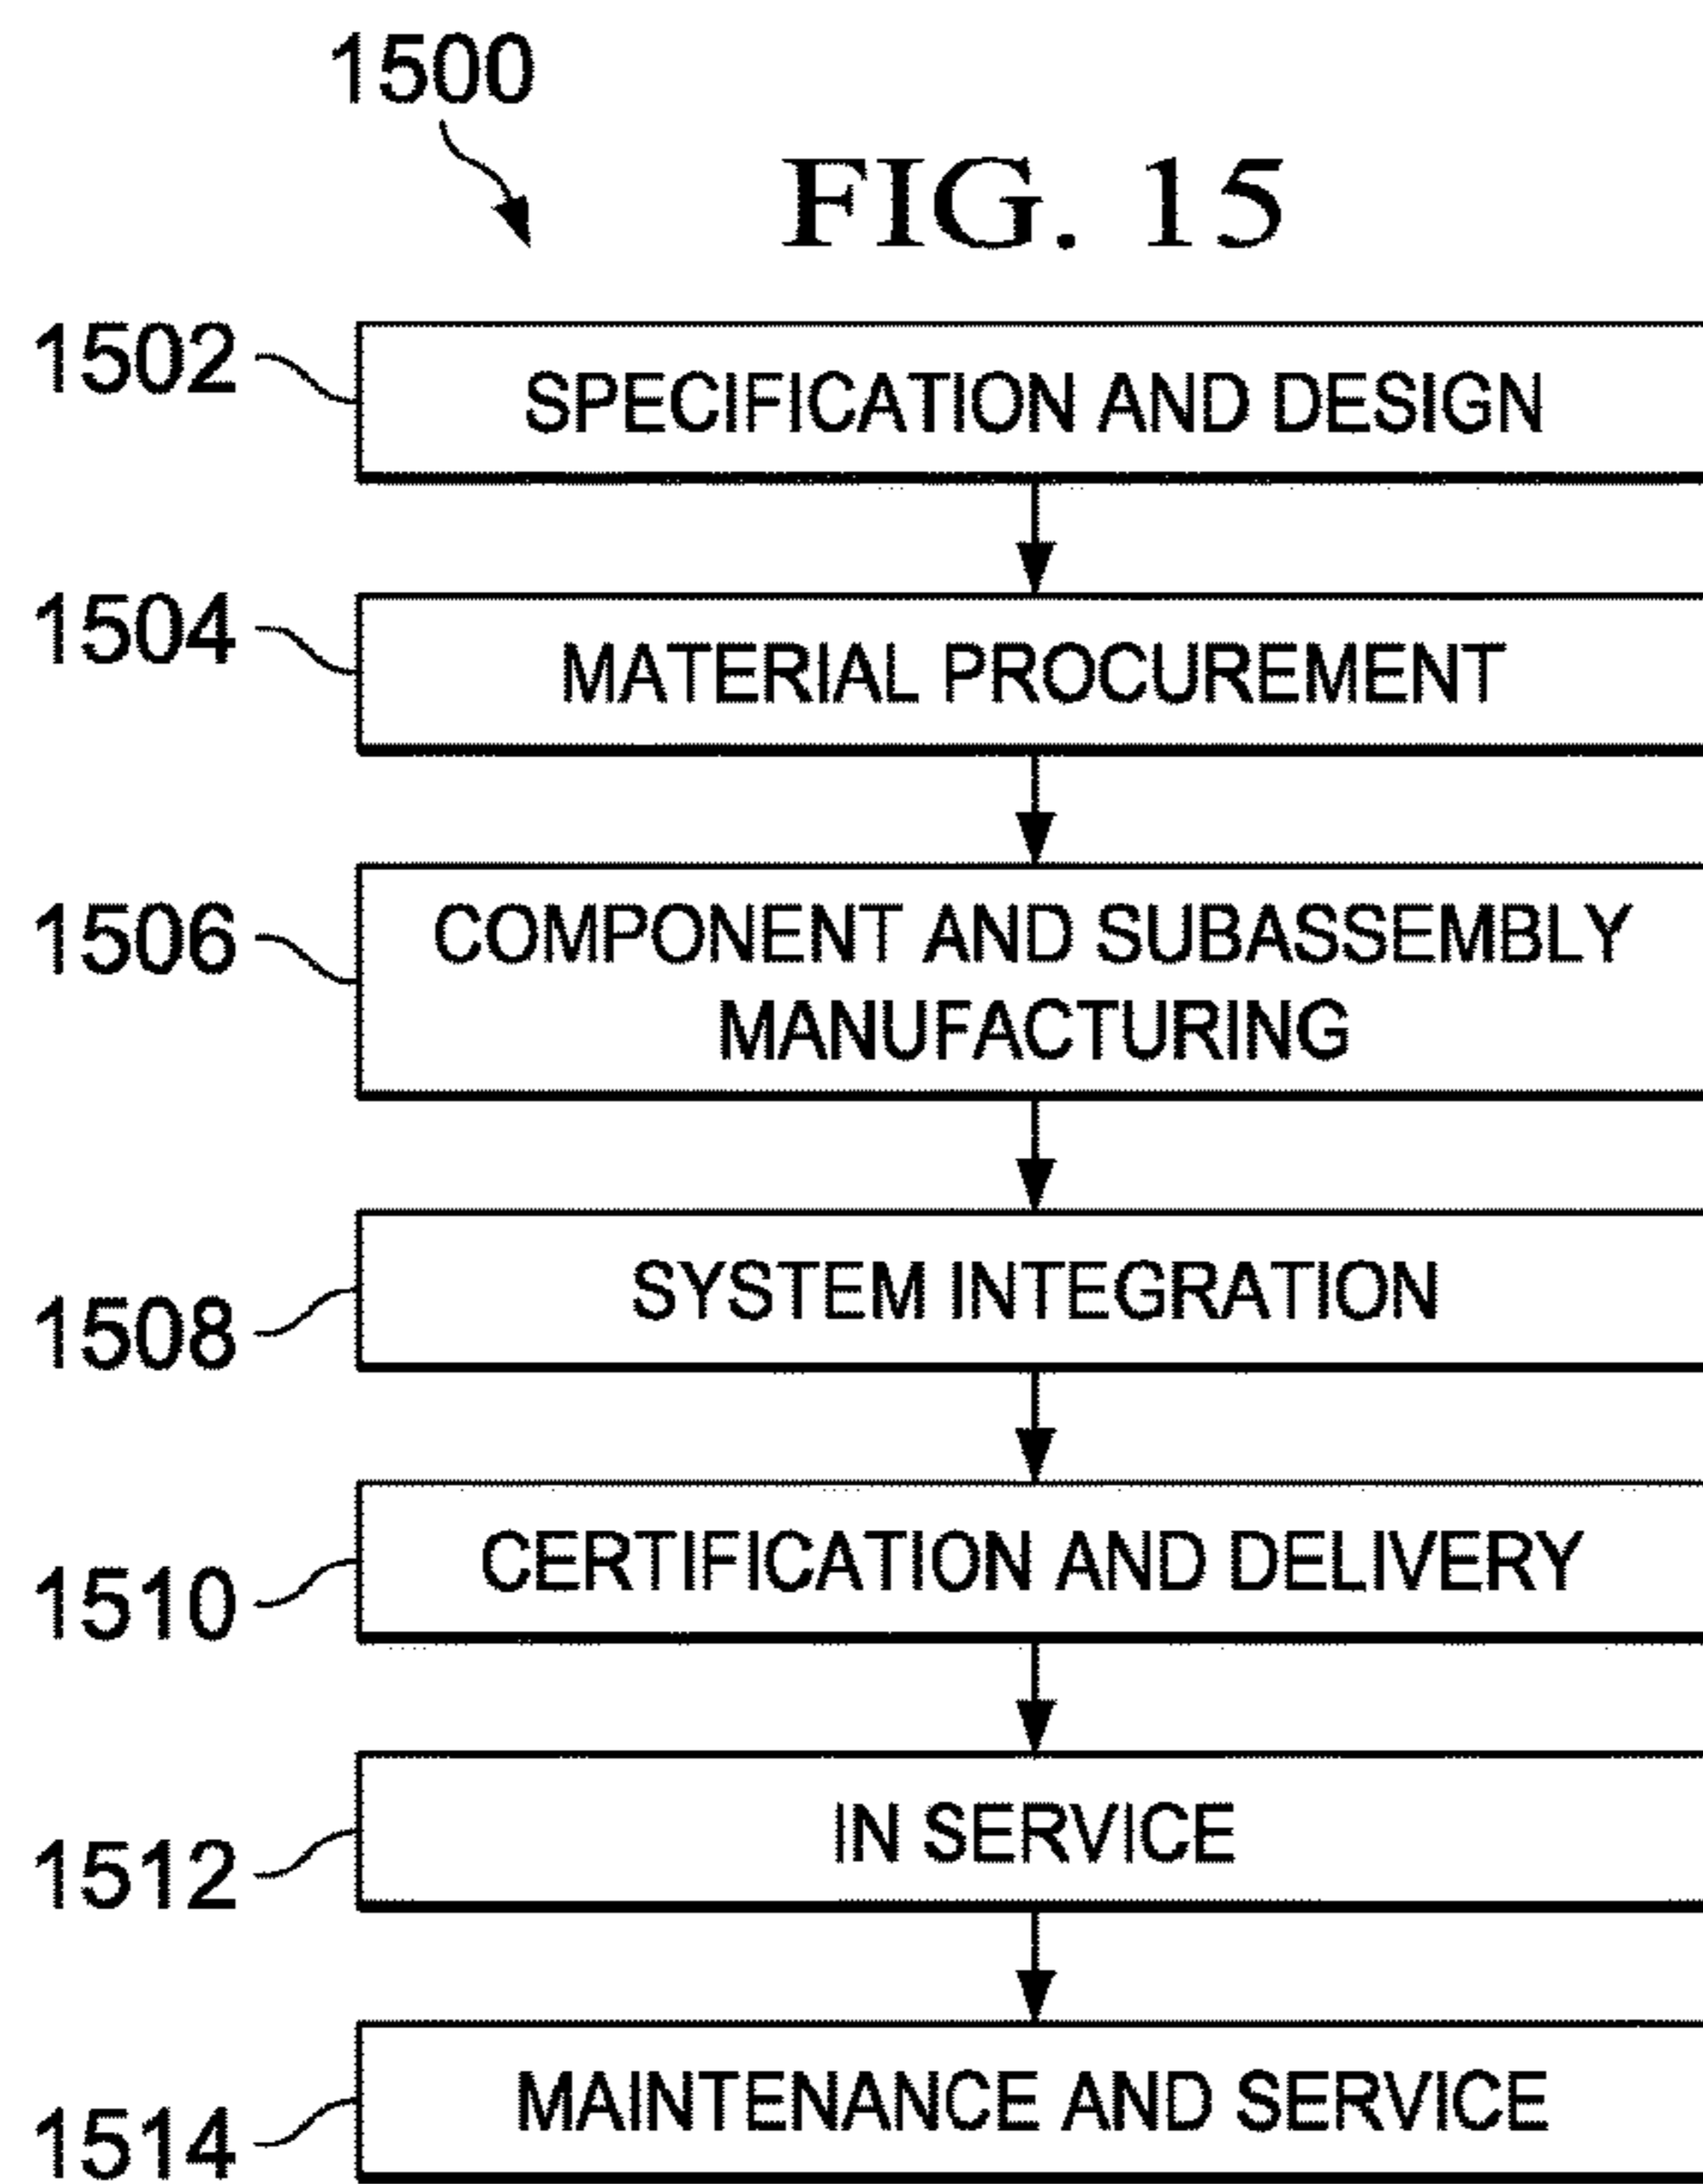 1500
FIG. 15
1502
SPECIFICATION AND DESIGN
1504
MATERIAL PROCUREMENT
1506
COMPONENT AND SUBASSEMBLY
MANUFACTURING
1508
SYSTEM INTEGRATION
1510
CERTIFICATION AND DELIVERY
1512
IN SERVICE
1514
MAINTENANCE AND SERVICE